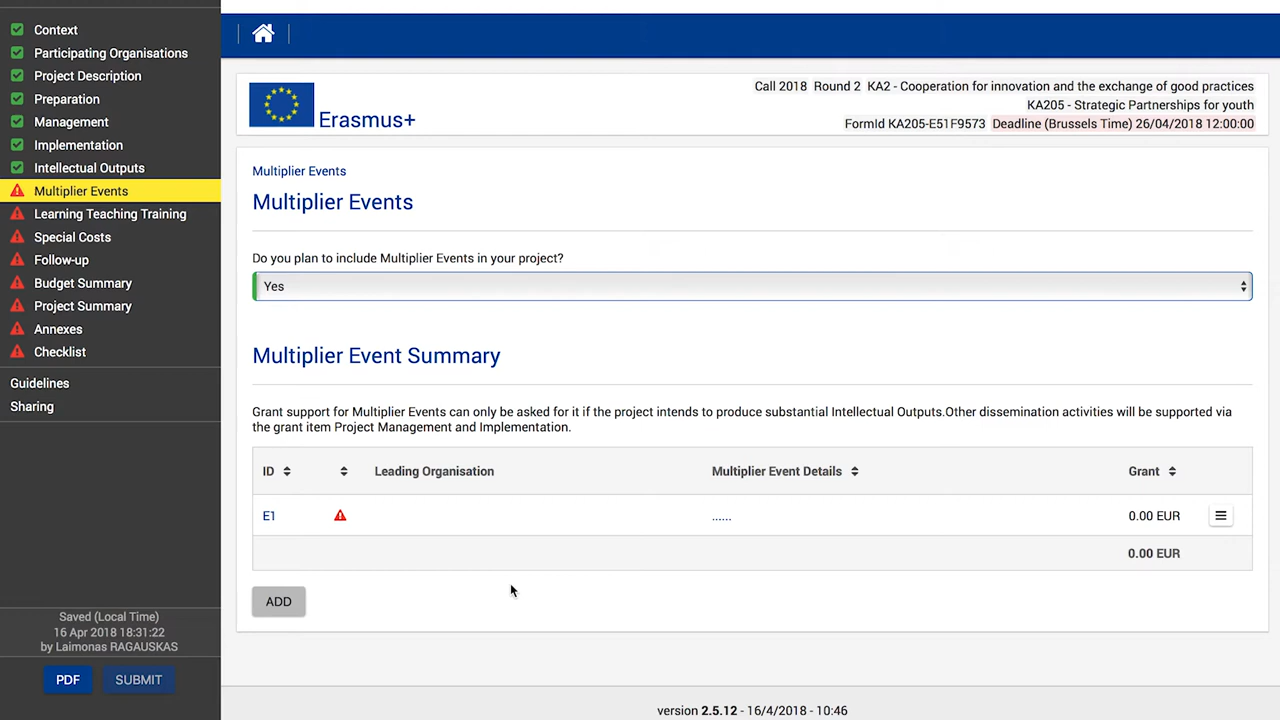 Context
Participating Organisations
Project Description
Preparation
Management
Implementation
Intellectual Outputs
Multiplier Events
Learning Teaching Training
Special Costs
Follow-up
Budget Summary
Project Summary
Annexes
Checklist
Guidelines
Sharing
Saved (Local Time)
16 Apr 2018 18:31:22
by Laimonas RAGAUSKAS
PDF SUBMIT
Erasmus+
Call 2018 Round 2 KA2 - Cooperation for innovation and the exchange of good practices
KA205 - Strategic Partnerships for youth
FormId KA205-E51F9573 Deadline (Brussels Time) 26/04/2018 12:00:00
Multiplier Events
Multiplier Events
Do you plan to include Multiplier Events in your project?
Yes
Multiplier Event Summary
Grant support for Multiplier Events can only be asked for it if the project intends to produce substantial Intellectual Outputs.Other dissemination activities will be supported via
the grant item Project Management and Implementation.
ID Leading Organisation Multiplier Event Details Grant
E1 ...... 0.00 EUR
0.00 EUR
ADD
version 2.5.12 - 16/4/2018 - 10:46